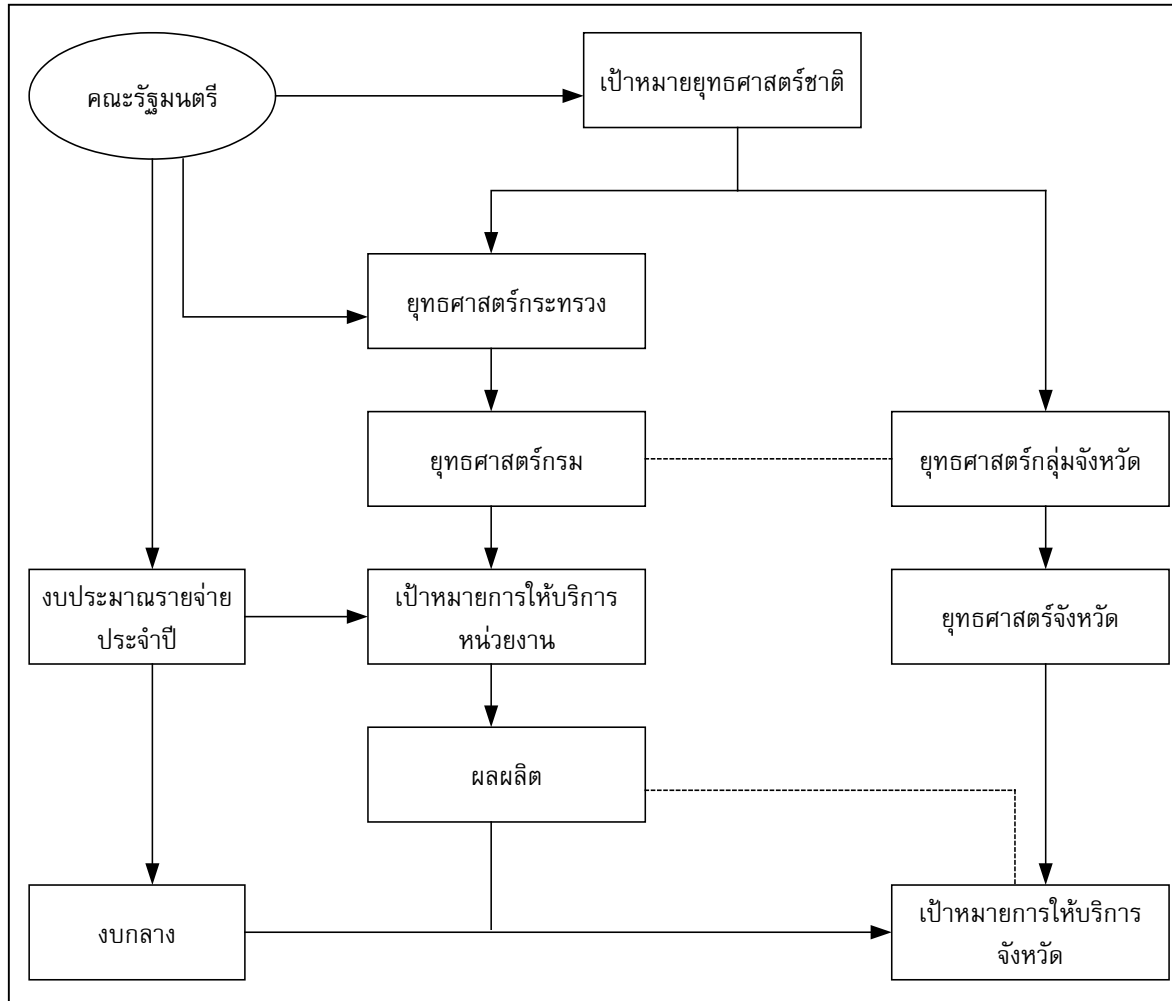 คณะรัฐมนตรี
เป้าหมายยุทธศาสตร์ชาติ
ยุทธศาสตร์กระทรวง
ยุทธศาสตร์กรม
ยุทธศาสตร์กลุ่มจังหวัด
งบประมาณรายจ่าย
ประจำปี
เป้าหมายการให้บริการ
หน่วยงาน
ยุทธศาสตร์จังหวัด
ผลผลิต
งบกลาง
เป้าหมายการให้บริการ
จังหวัด